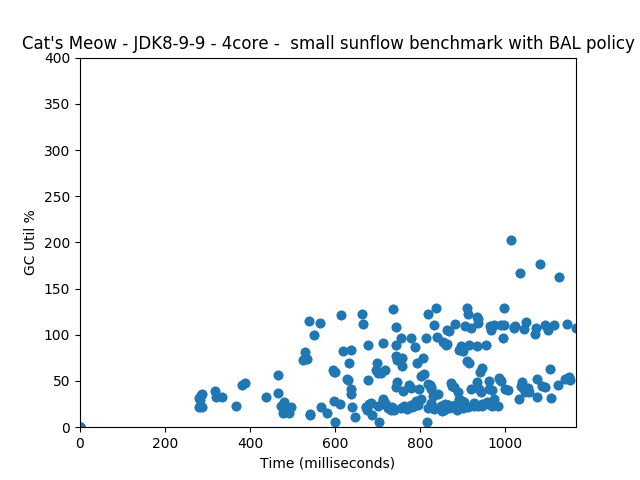 Cat's Meow - JDK8-9-9 - 4core -  small sunflow benchmark with BAL policy
400
350
300
250
200
150
100
50
0
GC Util %
0 200 400 600 800 1000
Time (milliseconds)